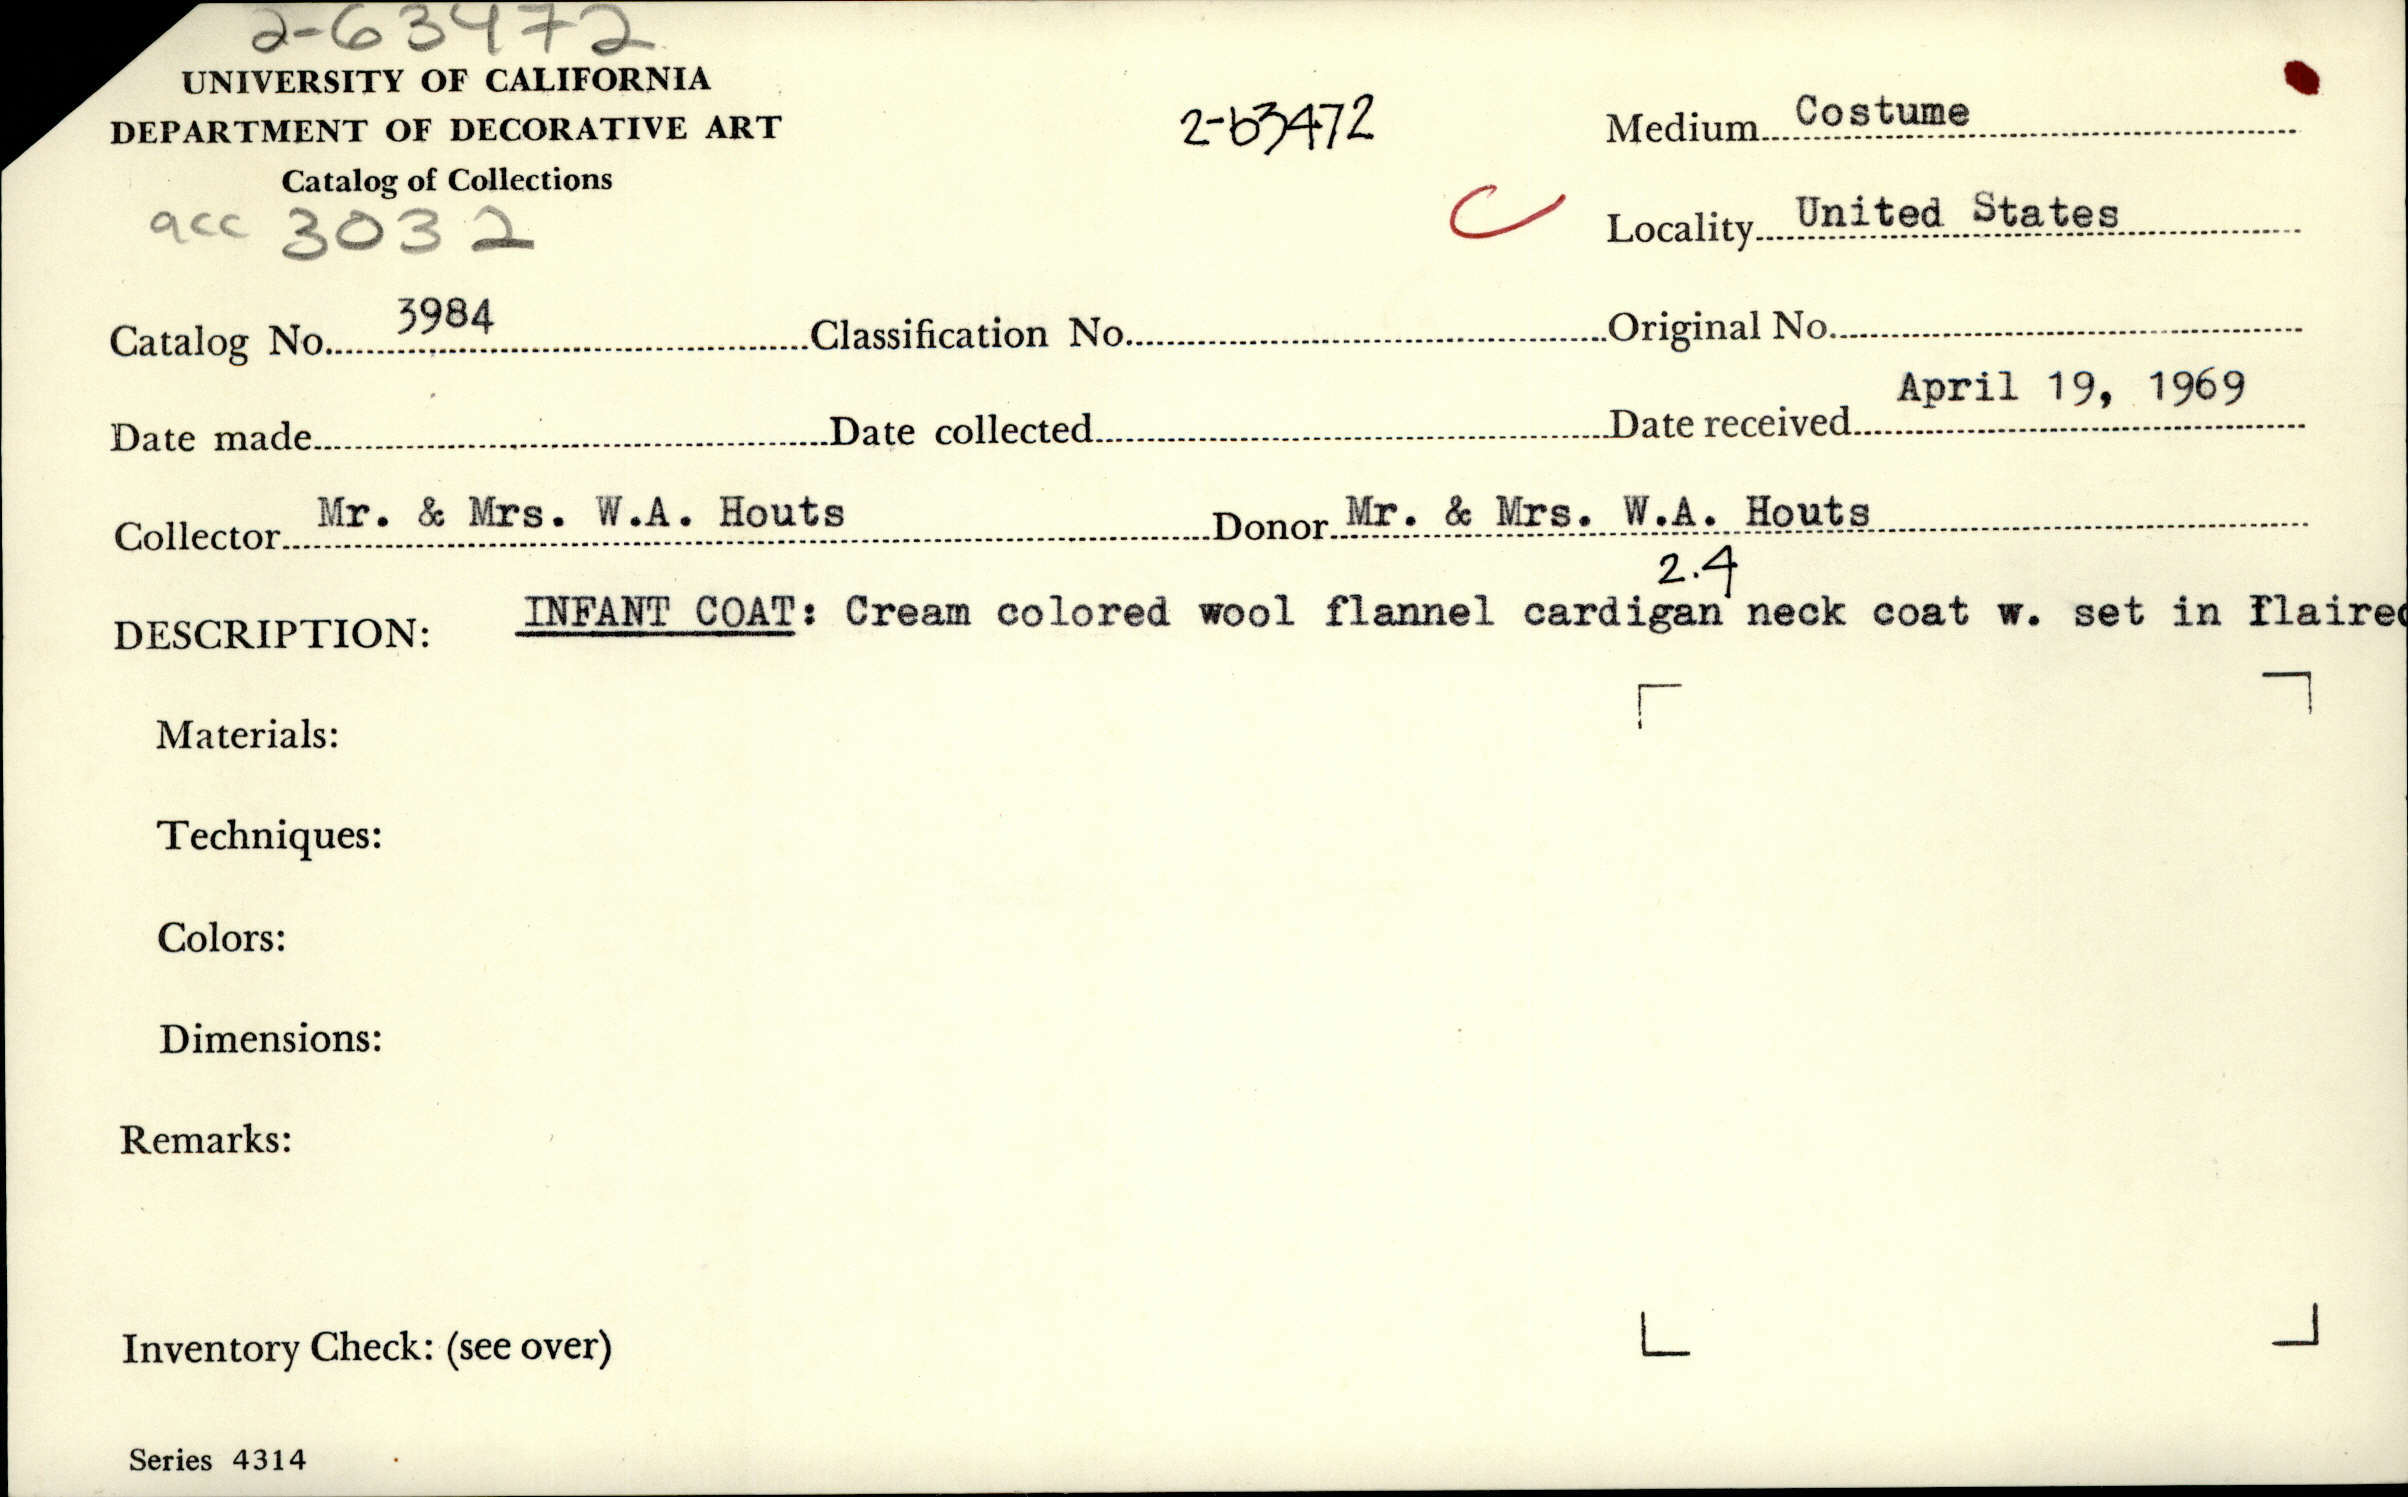 2-63472
UNIVERSITY OF CALIFORNIA
DEPARTMENT OF DECORATIVE ART
Catalog of Collections
acc 3032
2-63472
C
Medium Costume
Locality United States
Catalog No. 3984 Classification No. Original No.
Date made Date collected Date received April 19, 1969
Collector Mr. & Mrs. W.A. Houts Donor Mr. & Mrs. W.A. Houts
2.4
DESCRIPTION: INFANT COAT: Cream colored wool flannel cardigan neck coat w. set in flaired
Materials:
Techniques:
Colors:
Dimensions:
Remarks:
Inventory Check: (see over)
Series 4314